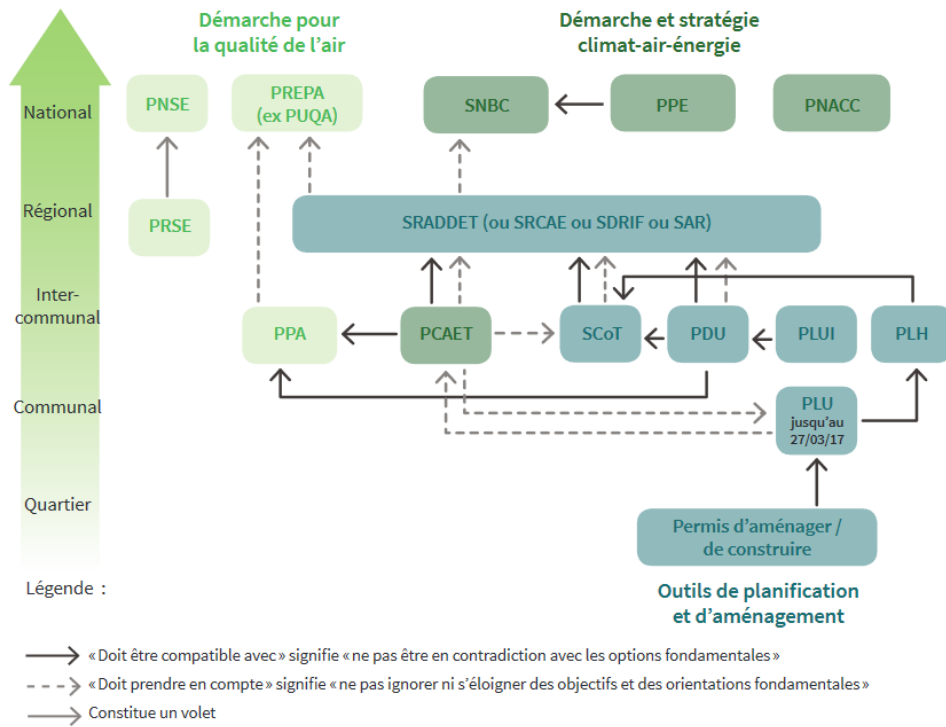 Démarche pour
la qualité de l’air
Démarche et stratégie
climat-air-énergie
National
PNSE
PREPA
(ex PUQA)
SNBC
PPE
PNACC
Régional
PRSE
SRADDET (ou SRCAE ou SDRIF ou SAR)
Inter-
communal
PPA
PCAET
SCoT
PDU
PLUI
PLH
Communal
PLU
jusqu’au
27/03/17
Quartier
Permis d’aménager /
de construire
Légende :
Outils de planification
et d’aménagement
« Doit être compatible avec » signifie « ne pas être en contradiction avec les options fondamentales »
« Doit prendre en compte » signifie « ne pas ignorer ni s’éloigner des objectifs et des orientations fondamentales »
Constitue un volet